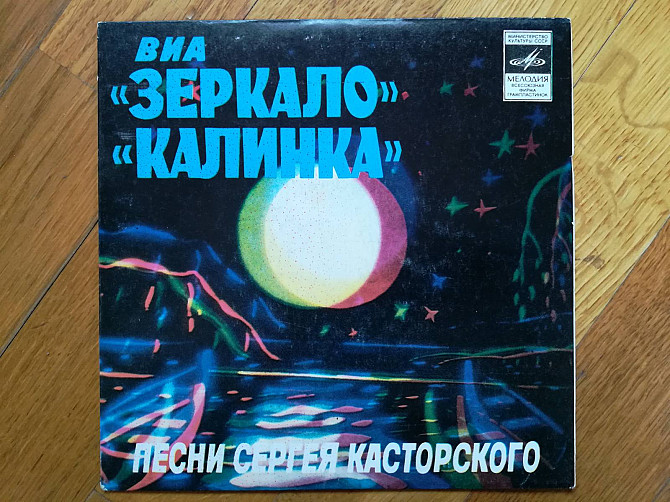 ВИА
«ЗЕРКАЛО»
«КАЛИНКА»
МИНИСТЕРСТВО
КУЛЬТУРЫ СССР
МЕЛОДИЯ
ВСЕСОЮЗНАЯ
ФИРМА
ГРАМПЛАСТИНОК
ПЕСНИ СЕРГЕЯ КАСТОРСКОГО